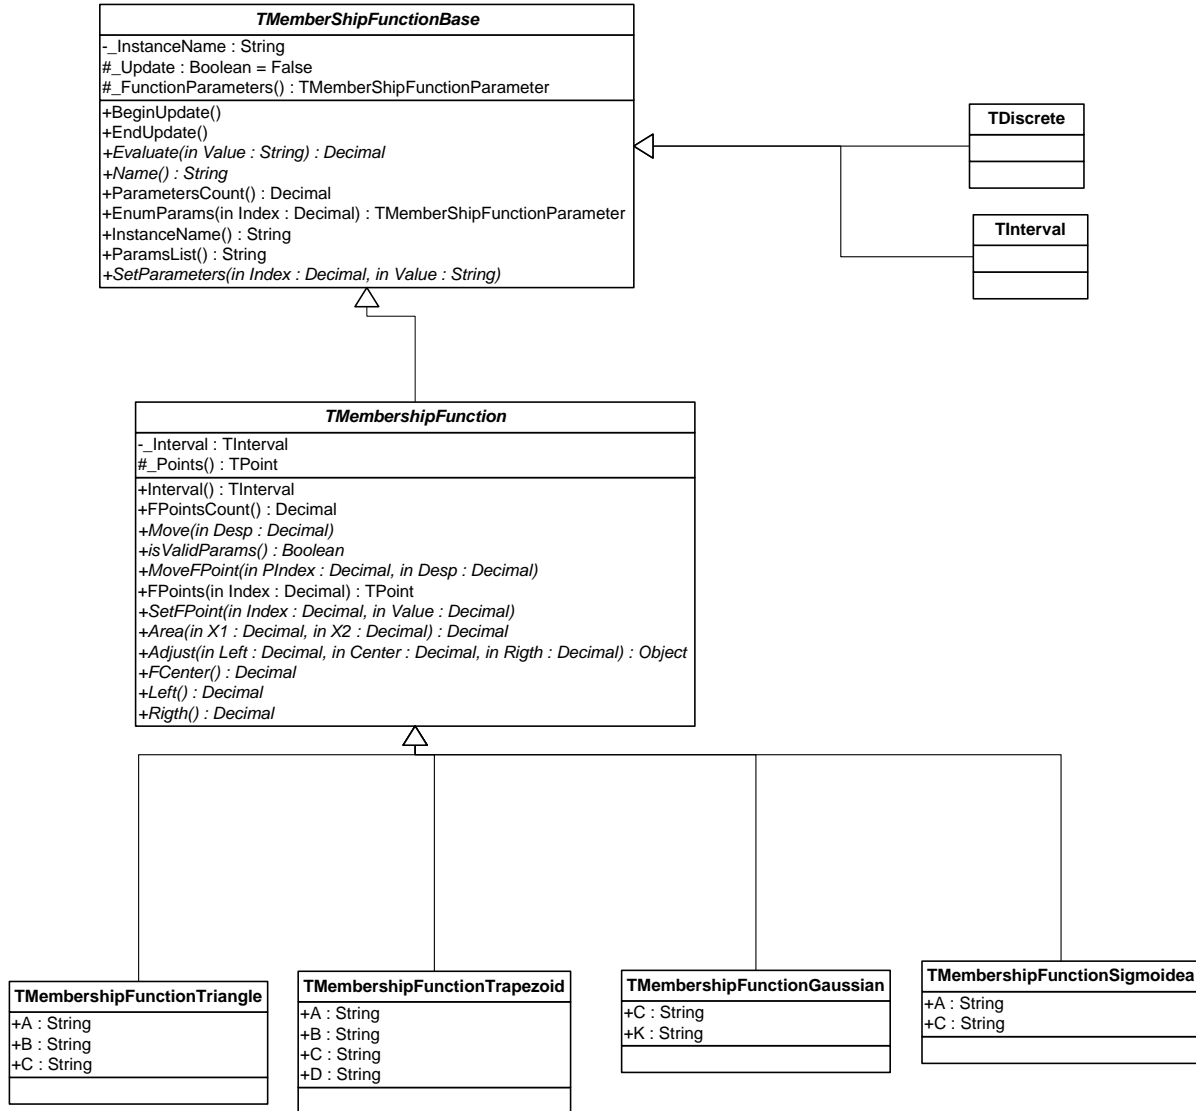 TMemberShipFunctionBase
-_InstanceName : String
#_Update : Boolean = False
#_FunctionParameters() : TMemberShipFunctionParameter
+BeginUpdate()
+EndUpdate()
+Evaluate(in Value : String) : Decimal
+Name() : String
+ParametersCount() : Decimal
+EnumParams(in Index : Decimal) : TMemberShipFunctionParameter
+InstanceName() : String
+ParamsList() : String
+SetParameters(in Index : Decimal, in Value : String)
TDiscrete
TInterval
TMembershipFunction
-_Interval : TInterval
#_Points() : TPoint
+Interval() : TInterval
+FPointsCount() : Decimal
+Move(in Desp : Decimal)
+isValidParams() : Boolean
+MoveFPoint(in PIndex : Decimal, in Desp : Decimal)
+FPoints(in Index : Decimal) : TPoint
+SetFPoint(in Index : Decimal, in Value : Decimal)
+Area(in X1 : Decimal, in X2 : Decimal) : Decimal
+Adjust(in Left : Decimal, in Center : Decimal, in Rigth : Decimal) : Object
+FCenter() : Decimal
+Left() : Decimal
+Rigth() : Decimal
TMembershipFunctionTriangle
+A : String
+B : String
+C : String
TMembershipFunctionTrapezoid
+A : String
+B : String
+C : String
+D : String
TMembershipFunctionGaussian
+C : String
+K : String
TMembershipFunctionSigmoidea
+A : String
+C : String